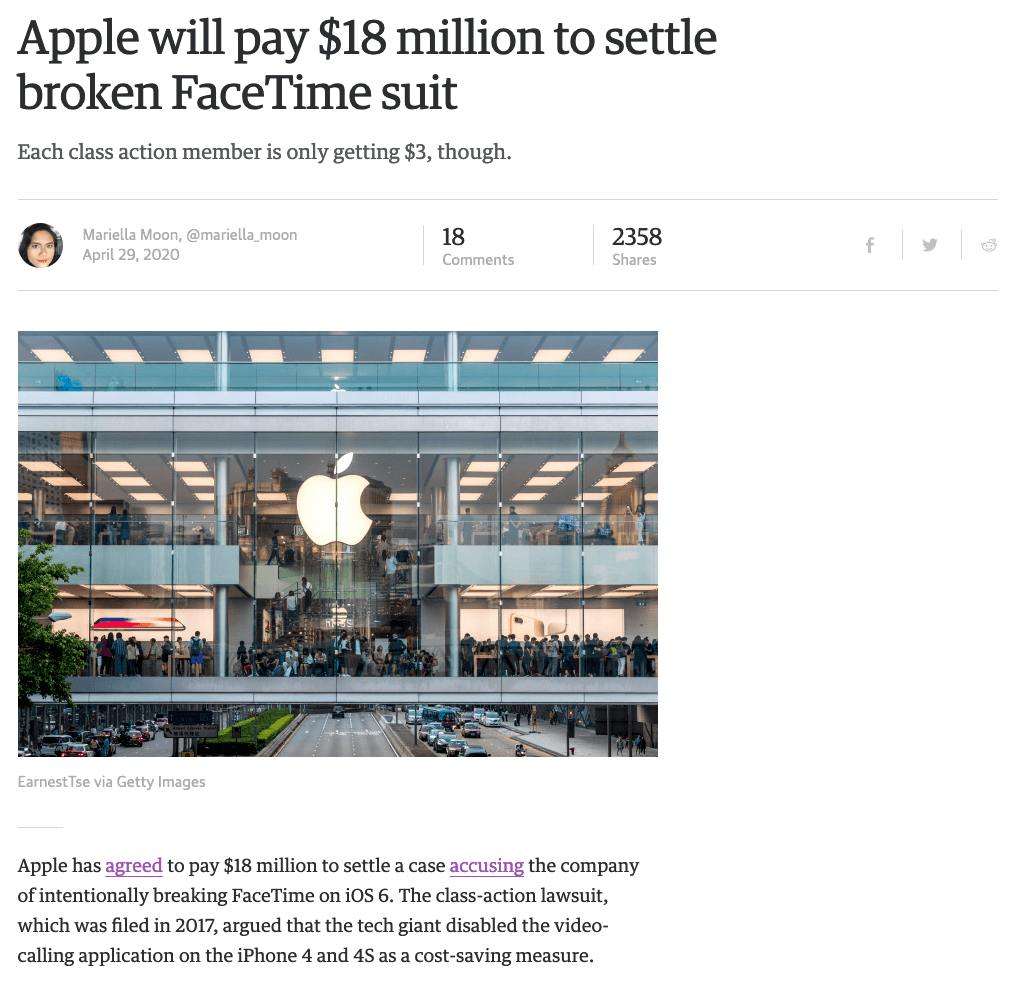 Apple will pay $18 million to settle
broken FaceTime suit
Each class action member is only getting $3, though.
Mariella Moon, @mariella_moon
April 29, 2020
18
Comments
2358
Shares
EarnestTse via Getty Images
Apple has agreed to pay $18 million to settle a case accusing the company
of intentionally breaking FaceTime on iOS 6. The class-action lawsuit,
which was filed in 2017, argued that the tech giant disabled the video-
calling application on the iPhone 4 and 4S as a cost-saving measure.